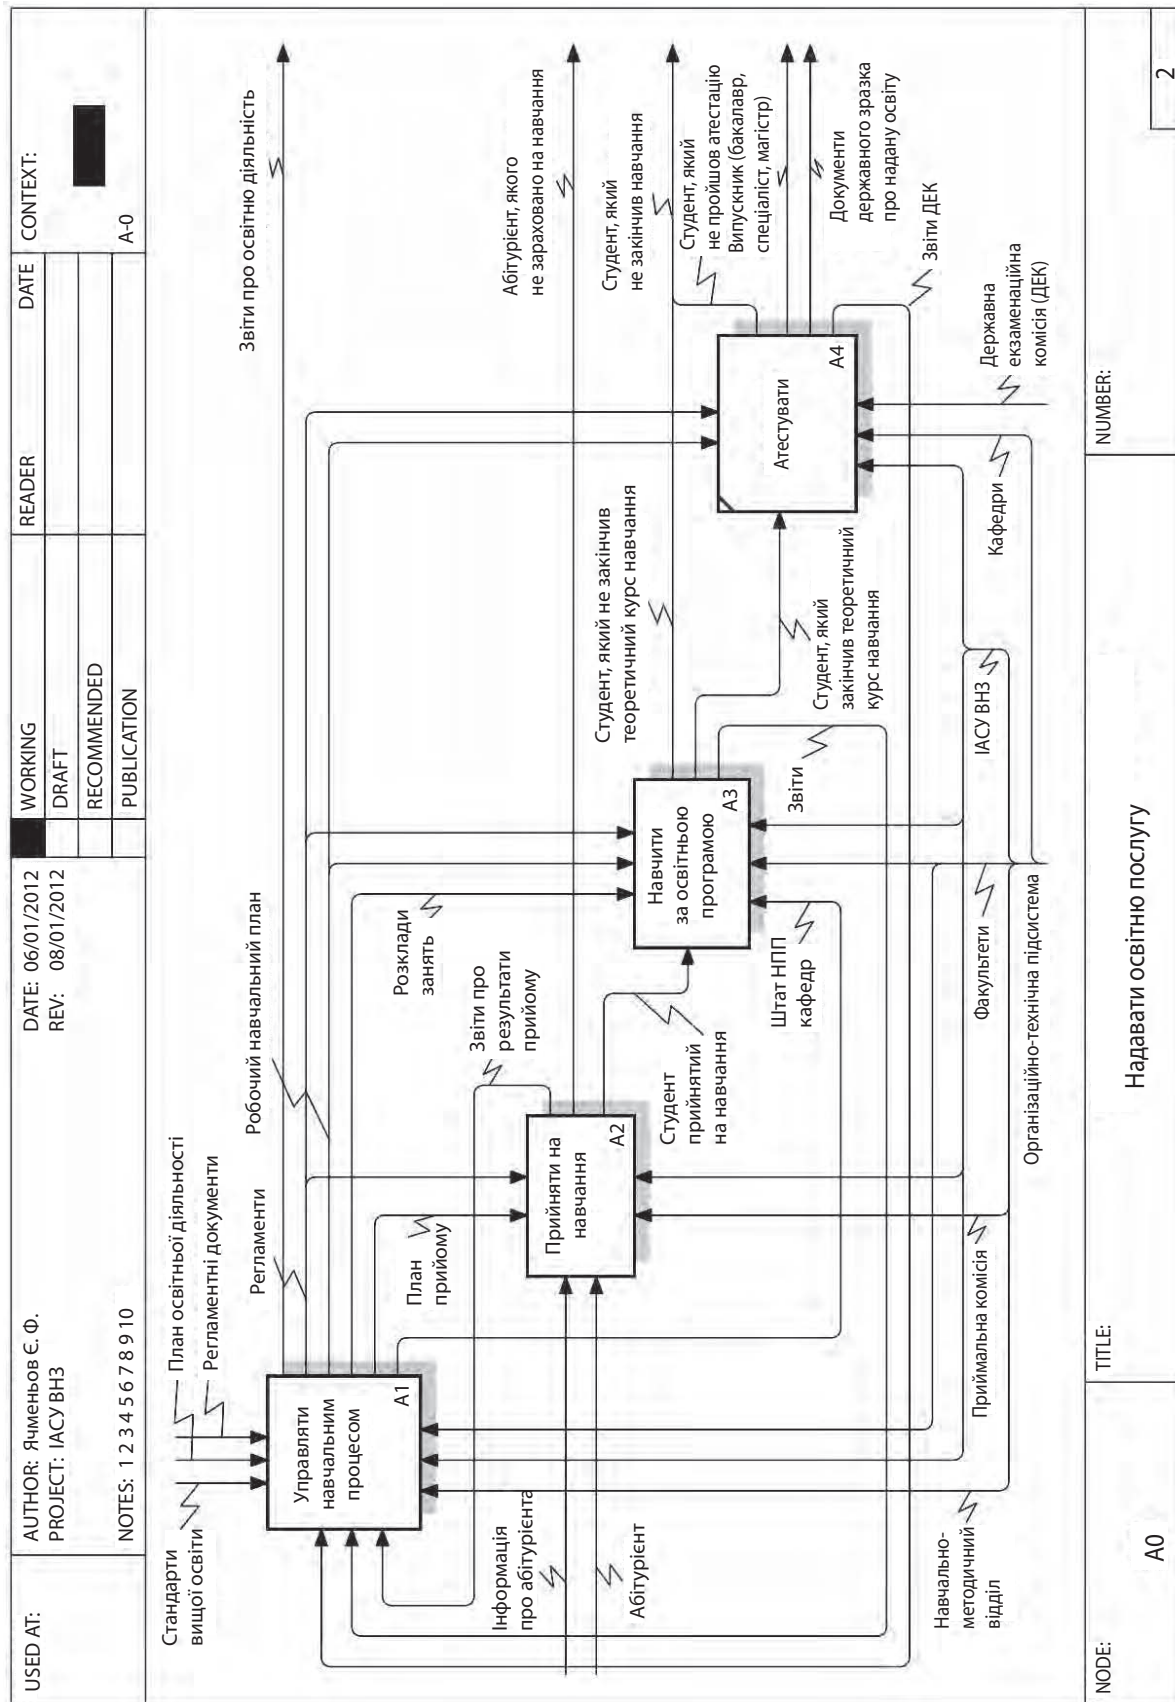 USED AT:
AUTHOR: Ячменьов Є. Ф.
PROJECT: ІАСУ ВНЗ
NOTES: 1 2 3 4 5 6 7 8 9 10
DATE: 06/01/2012
REV: 08/01/2012
WORKING
DRAFT
RECOMMENDED
PUBLICATION
READER
DATE
CONTEXT:
A-0
Стандарти
вищої освіти
План освітньої діяльності
Регламентні документи
Управляти
навчальним
процесом
A1
Регламенти
Робочий навчальний план
Звіти про освітню діяльність
План
прийому
Розклади
занять
Звіти про
результати
прийому
Абітурієнт, якого
не зараховано на навчання
Інформація
про абітурієнта
Абітурієнт
Прийняти на
навчання
A2
Студент
прийнятий
на навчання
Студент, який не закінчив
теоретичний курс навчання
Студент, який
не закінчив навчання
Навчити
за освітньою
програмою
A3
Штат НПП
кафедр
Звіти
Студент, який
закінчив теоретичний
курс навчання
Атестувати
A4
Студент, який
не пройшов атестацію
Випускник (бакалавр,
спеціаліст, магістр)
Документи
державного зразка
про надану освіту
Звіти ДЕК
Державна
екзаменаційна
комісія (ДЕК)
Кафедри
ІАСУ ВНЗ
Факультети
Організаційно-технічна підсистема
Приймальна комісія
Навчально-
методичний
відділ
NODE:
A0
TITLE:
Надавати освітню послугу
NUMBER:
2